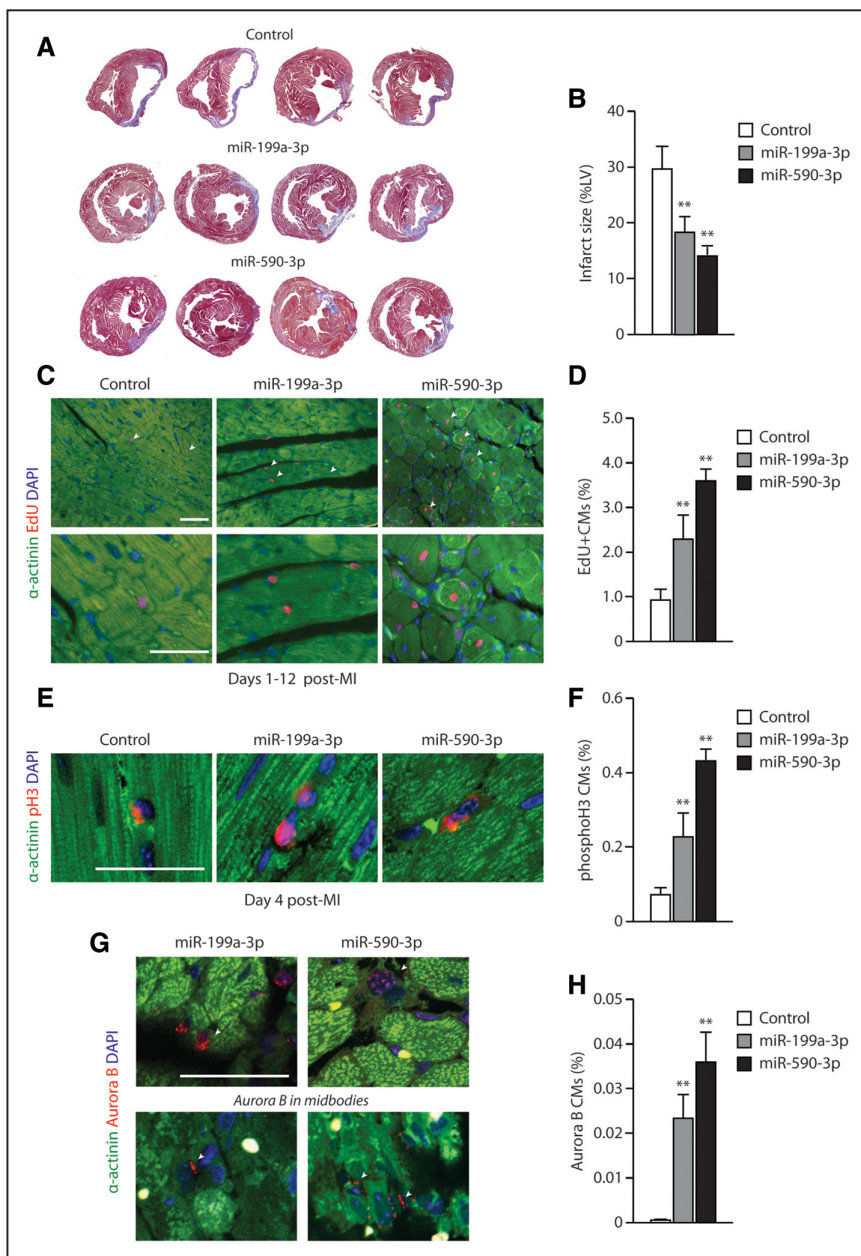 A
Control
miR-199a-3p
miR-590-3p
B
Infarct size (%LV)
40
30
20
10
0
**
**
Control
miR-199a-3p
miR-590-3p
C
Control
miR-199a-3p
miR-590-3p
α-actinin EdU DAPI
Days 1-12 post-MI
D
EdU+CMs (%)
5.0
4.0
3.0
2.0
1.0
0
**
**
Control
miR-199a-3p
miR-590-3p
E
Control
miR-199a-3p
miR-590-3p
α-actinin pH3 DAPI
Day 4 post-MI
F
phosphoH3 CMs (%)
0.6
0.4
0.2
0
**
**
Control
miR-199a-3p
miR-590-3p
G
miR-199a-3p
miR-590-3p
α-actinin Aurora B DAPI
Aurora B in midbodies
H
Aurora B CMs (%)
0.05
0.04
0.03
0.02
0.01
0
**
**
Control
miR-199a-3p
miR-590-3p